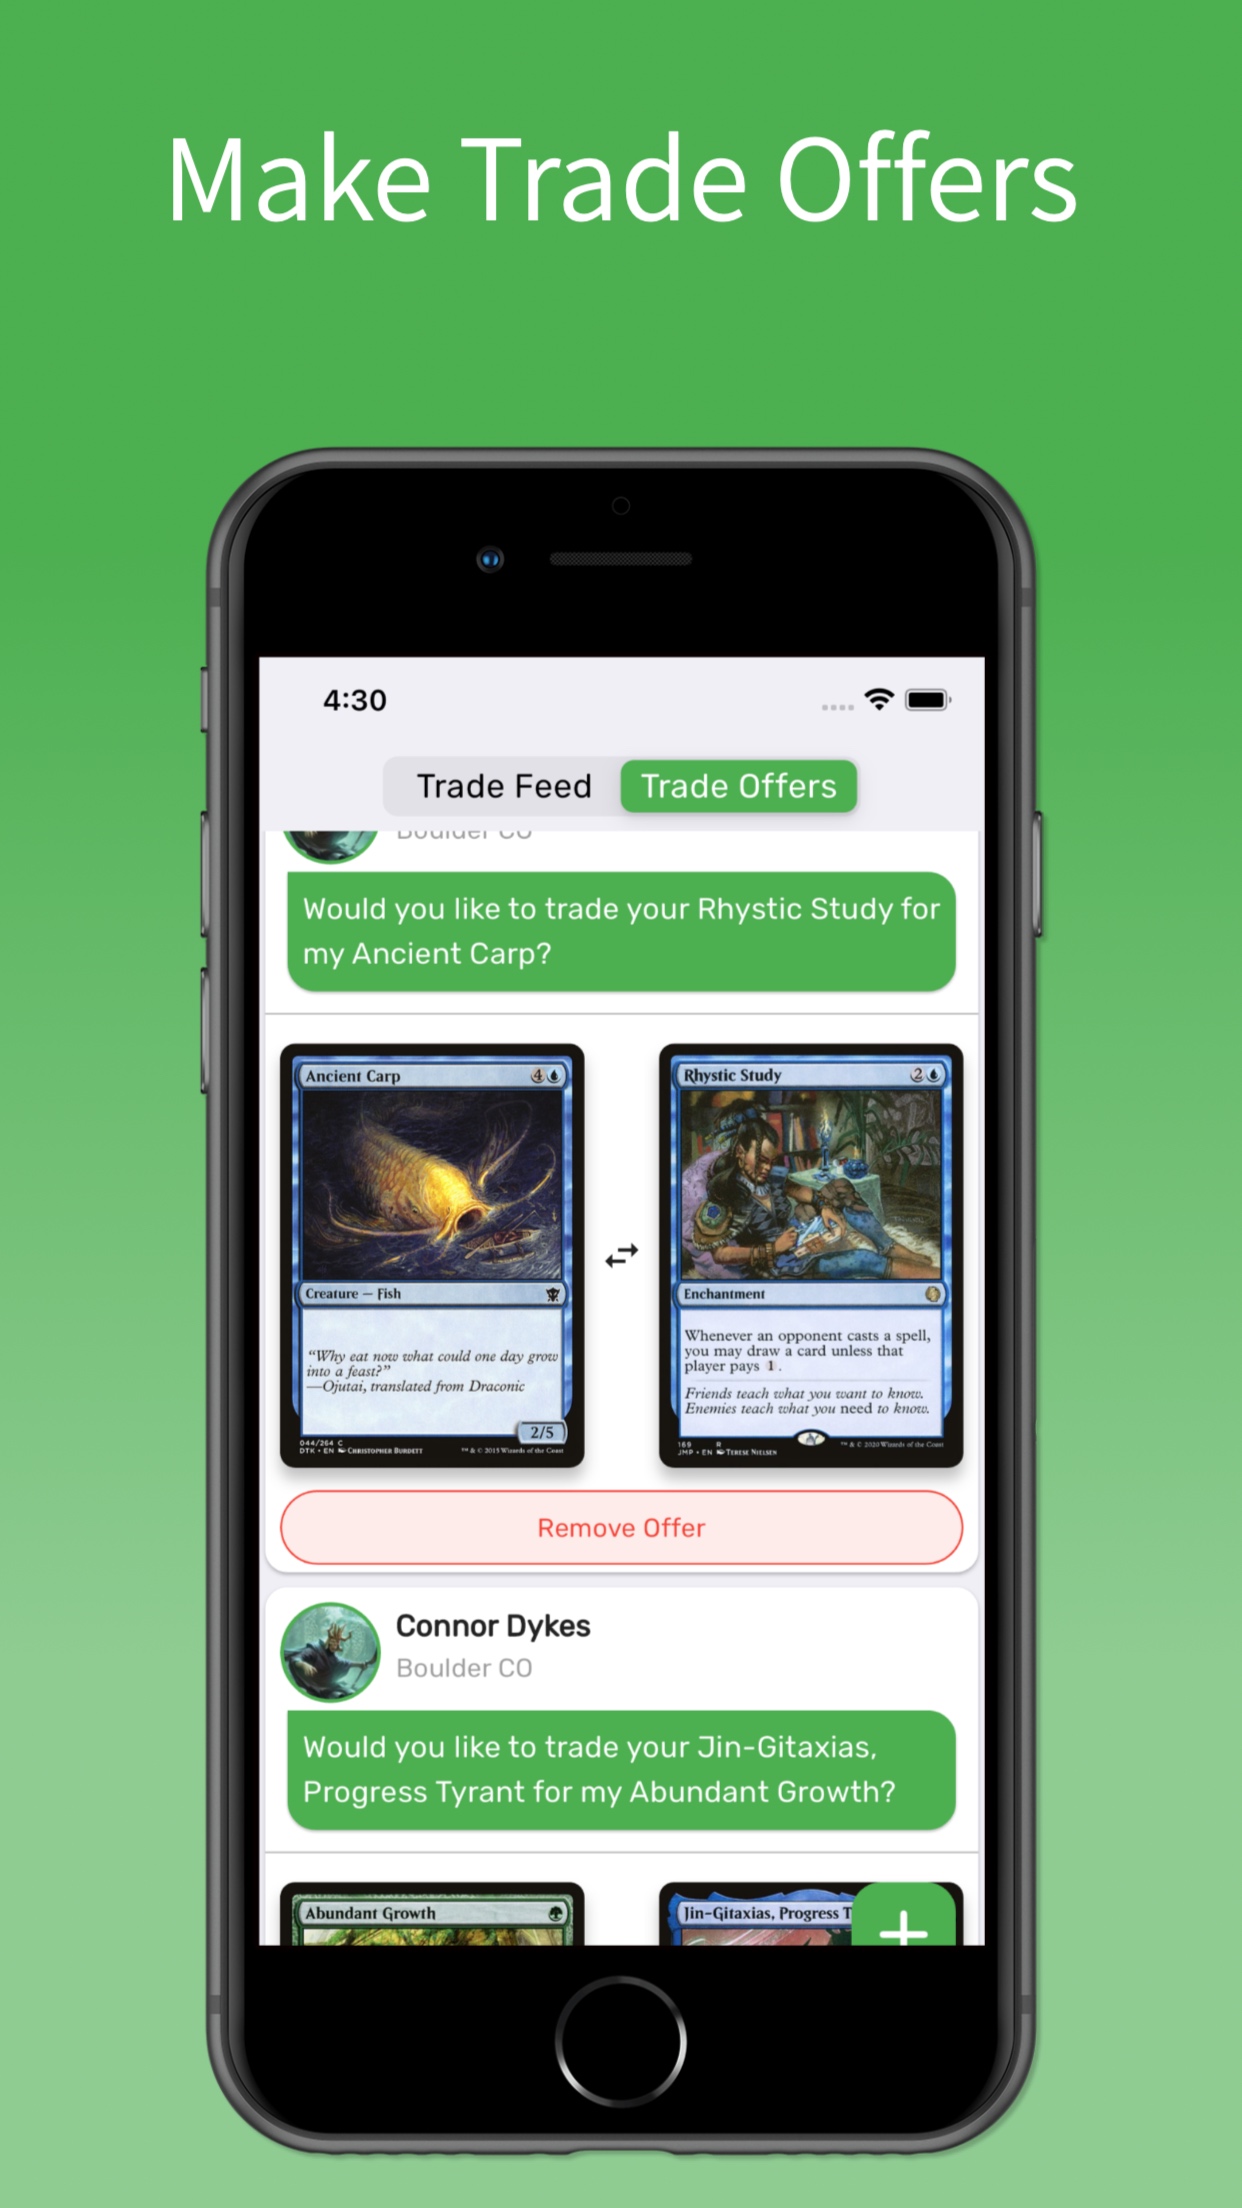 Make Trade Offers
4:30
Trade Feed
Trade Offers
Boulder CO
Would you like to trade your Rhystic Study for
my Ancient Carp?
Ancient Carp 4
Creature — Fish
"Why eat now what could one day grow
into a feast?"
—Ojutai, translated from Draconic
2/5
044/264 C
DTK • EN Christopher Burdett
™ & © 2015 Wizards of the Coast
Rhystic Study 2
Enchantment
Whenever an opponent casts a spell,
you may draw a card unless that
player pays 1.
Friends teach what you want to know.
Enemies teach what you need to know.
169 R
JMP • EN Terese Nielsen
™ & © 2020 Wizards of the Coast
Remove Offer
Connor Dykes
Boulder CO
Would you like to trade your Jin-Gitaxias,
Progress Tyrant for my Abundant Growth?
Abundant Growth
Jin-Gitaxias, Progress T